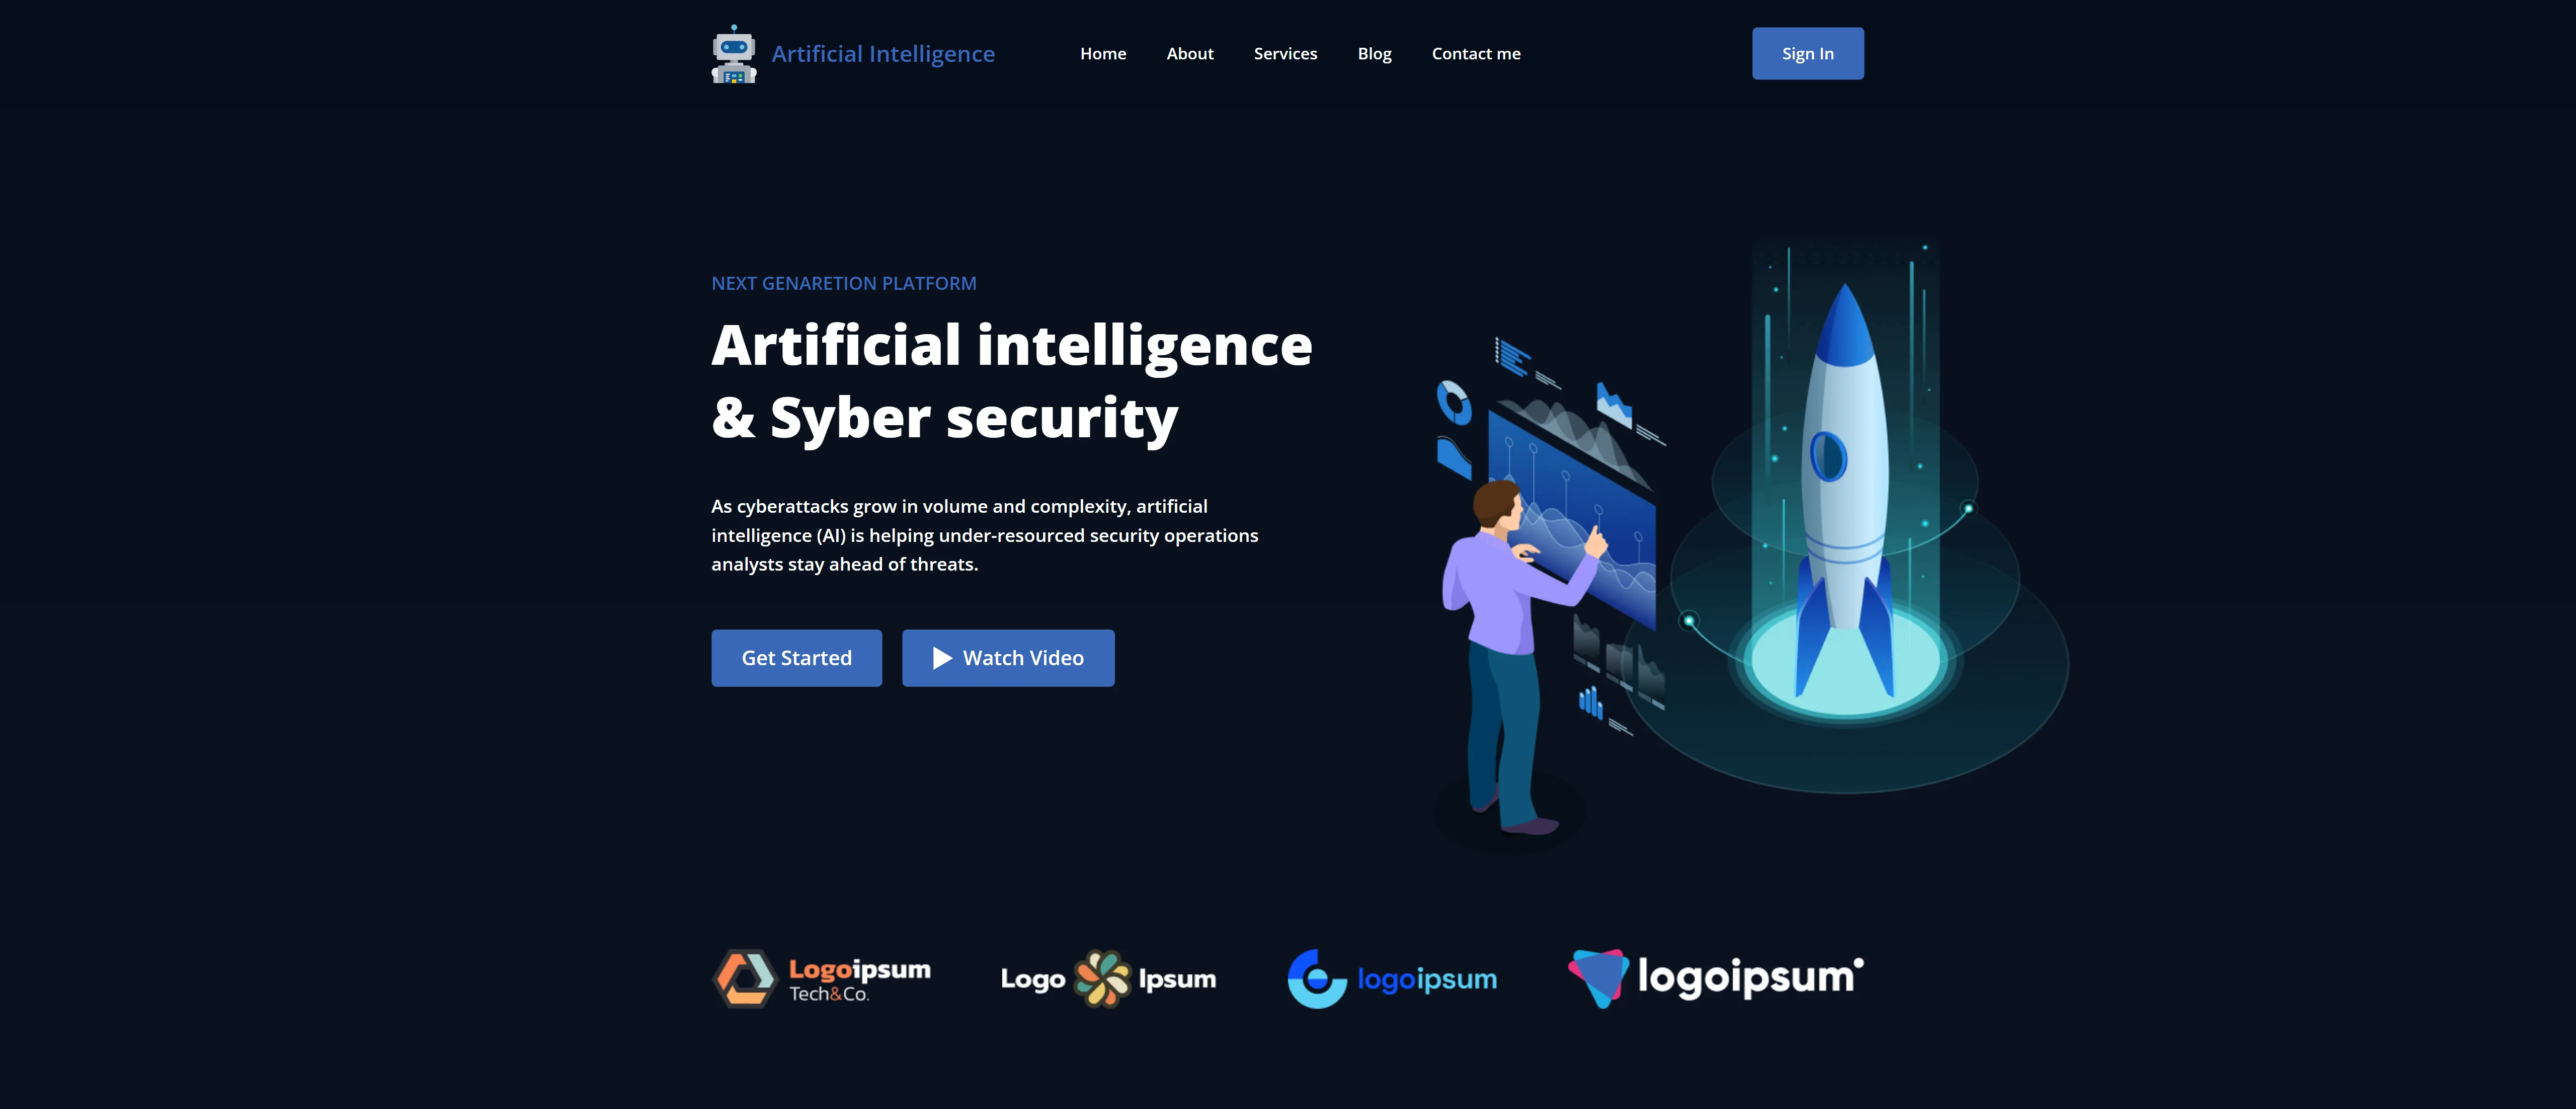 Artificial Intelligence
Home About Services Blog Contact me
Sign In
NEXT GENARETION PLATFORM
Artificial intelligence
& Syber security
As cyberattacks grow in volume and complexity, artificial
intelligence (AI) is helping under-resourced security operations
analysts stay ahead of threats.
Get Started
Watch Video
Logoipsum
Tech&Co.
Logo Ipsum
logoipsum
logoipsum